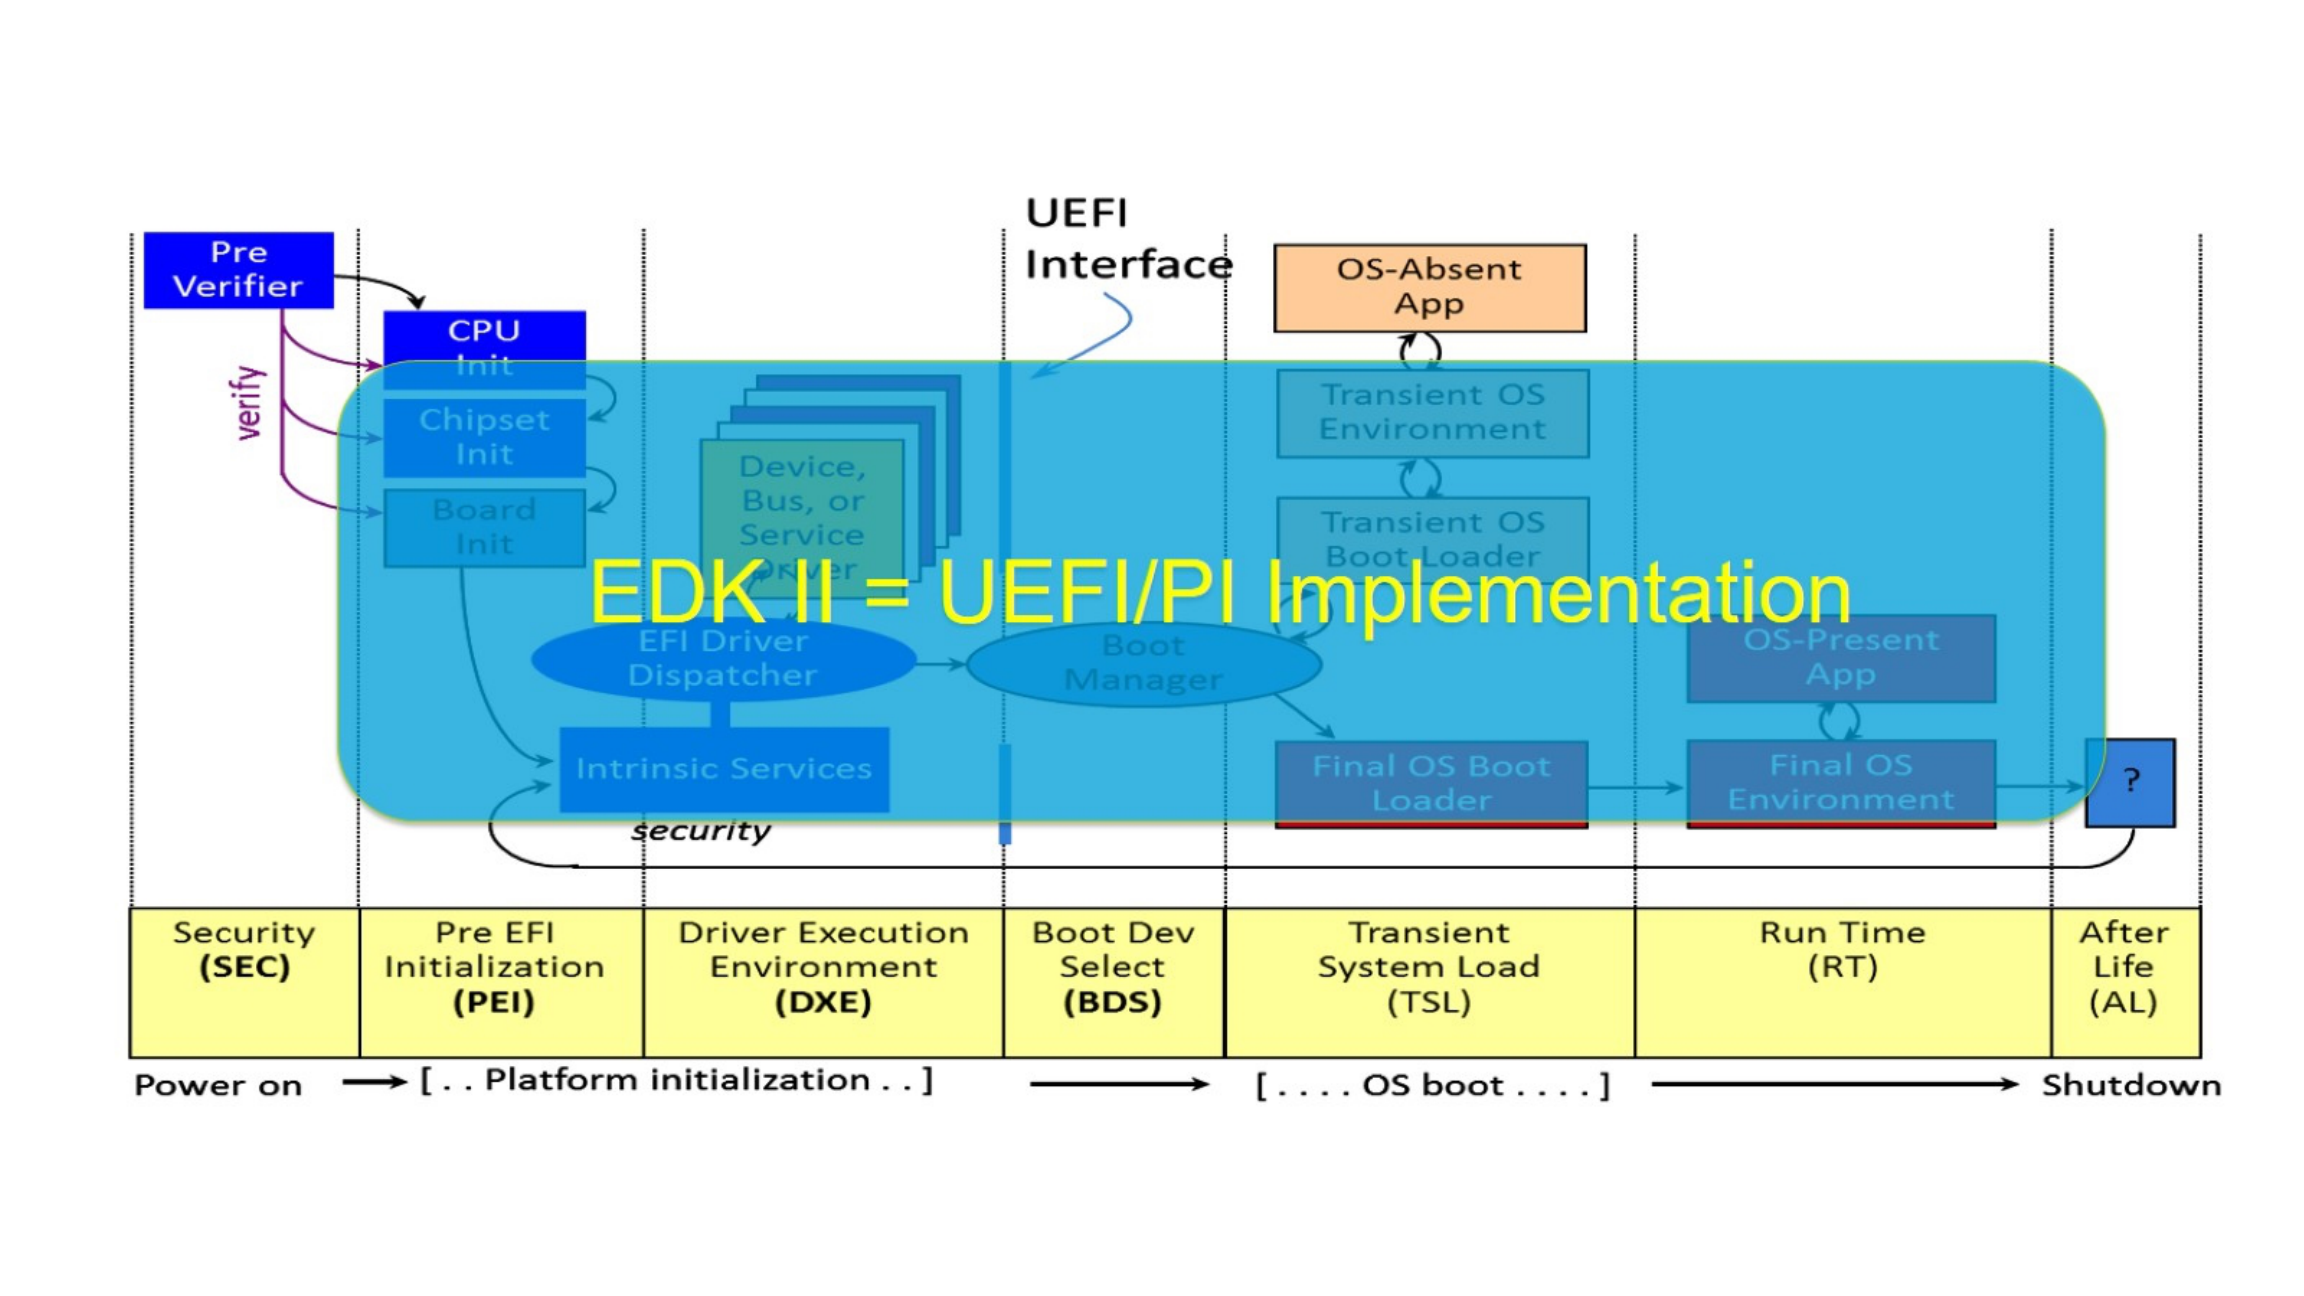 UEFI
Interface
Pre
Verifier
CPU
Init
Chipset
Init
Board
Init
verify
Device,
Bus, or
Service
Driver
EFI Driver
Dispatcher
Intrinsic Services
security
Boot
Manager
OS-Absent
App
Transient OS
Environment
Transient OS
Boot Loader
Final OS Boot
Loader
OS-Present
App
Final OS
Environment
?
EDK II = UEFI/PI Implementation
Security
(SEC)
Pre EFI
Initialization
(PEI)
Driver Execution
Environment
(DXE)
Boot Dev
Select
(BDS)
Transient
System Load
(TSL)
Run Time
(RT)
After
Life
(AL)
Power on
[ . . Platform initialization . . ]
[ . . . . OS boot . . . . ]
Shutdown